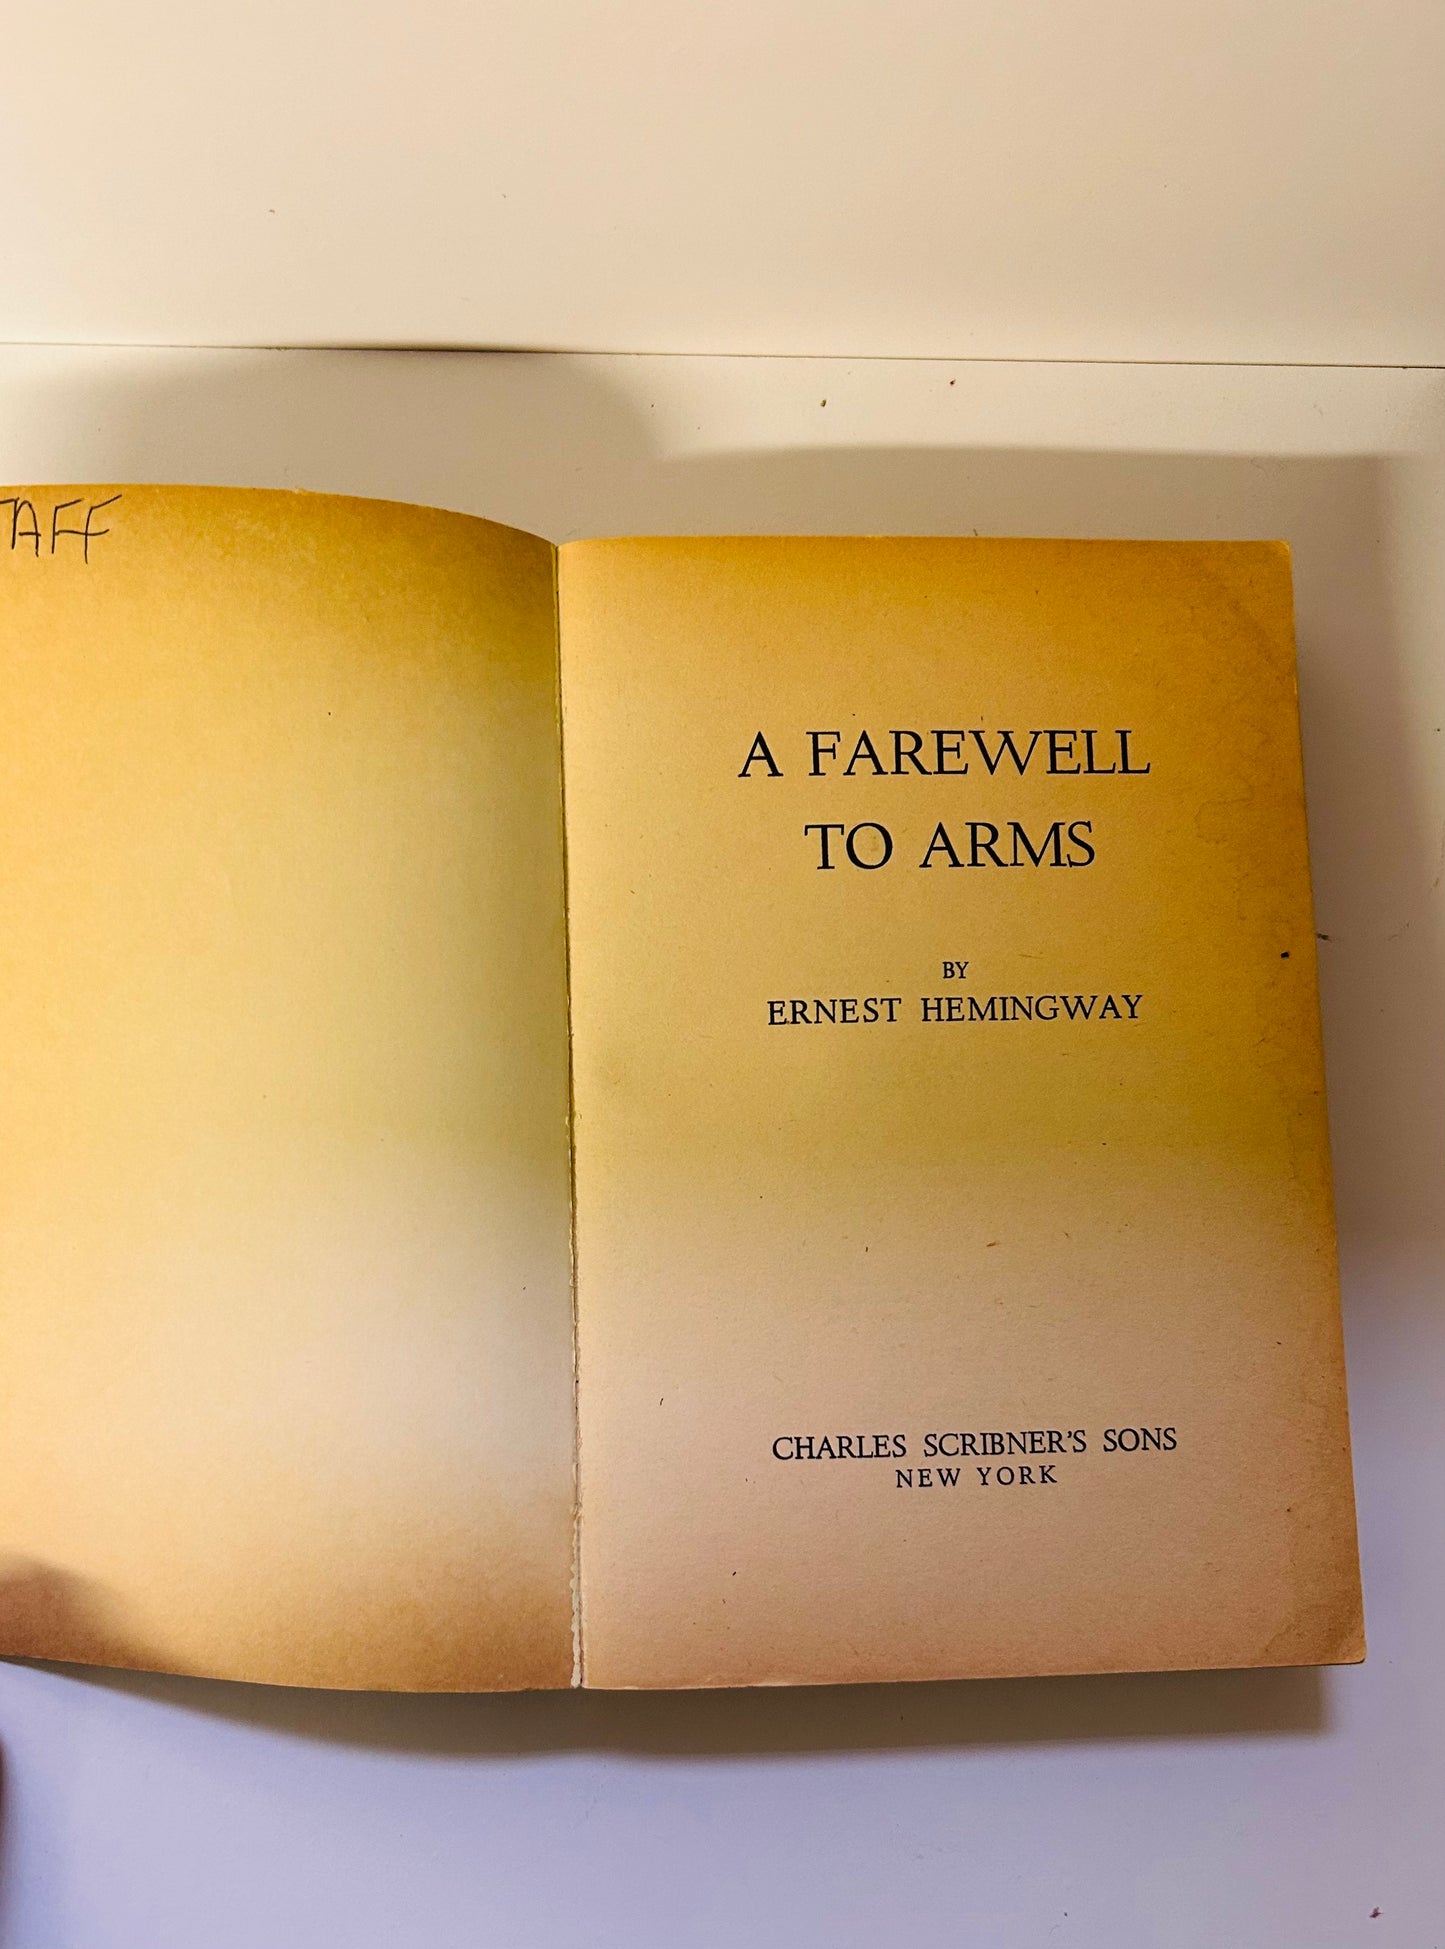 TAFF
A FAREWELL
TO ARMS
BY
ERNEST HEMINGWAY
CHARLES SCRIBNER'S SONS
NEW YORK